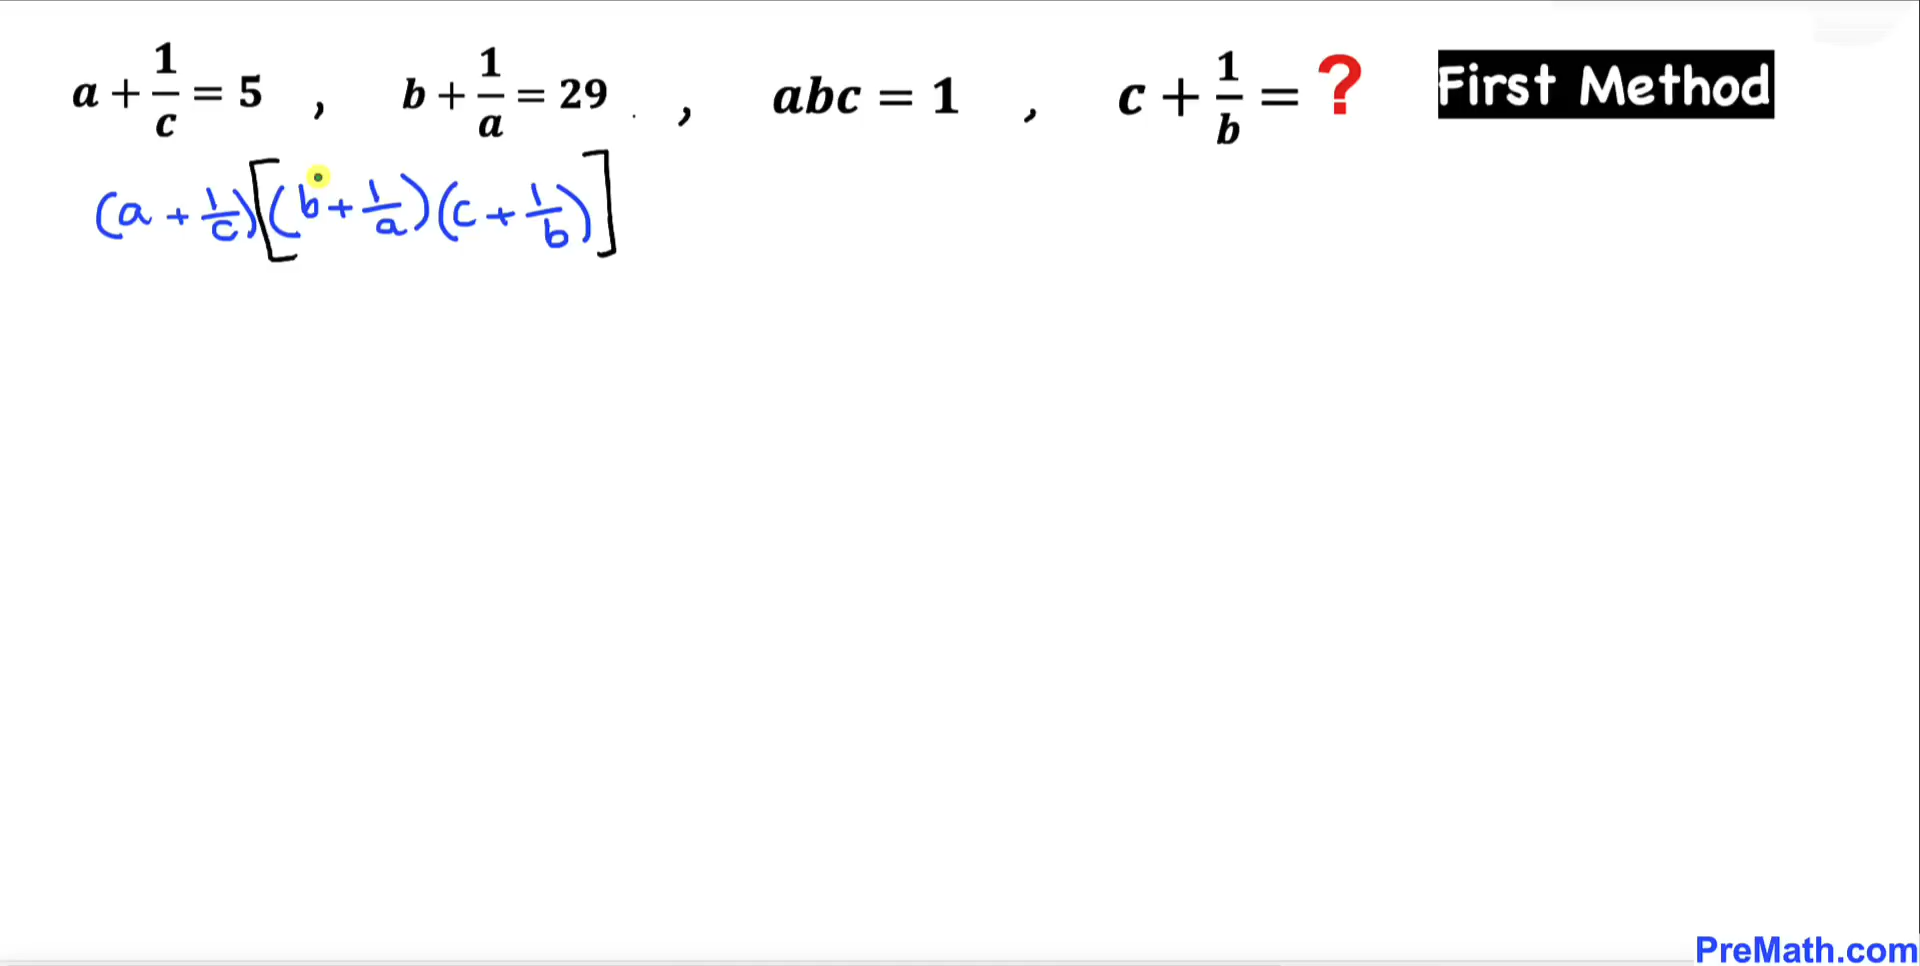 a + 1/c = 5 , b + 1/a = 29 , abc = 1 , c + 1/b = ? First Method
(a + 1/c)[(b + 1/a)(c + 1/b)]
PreMath.com